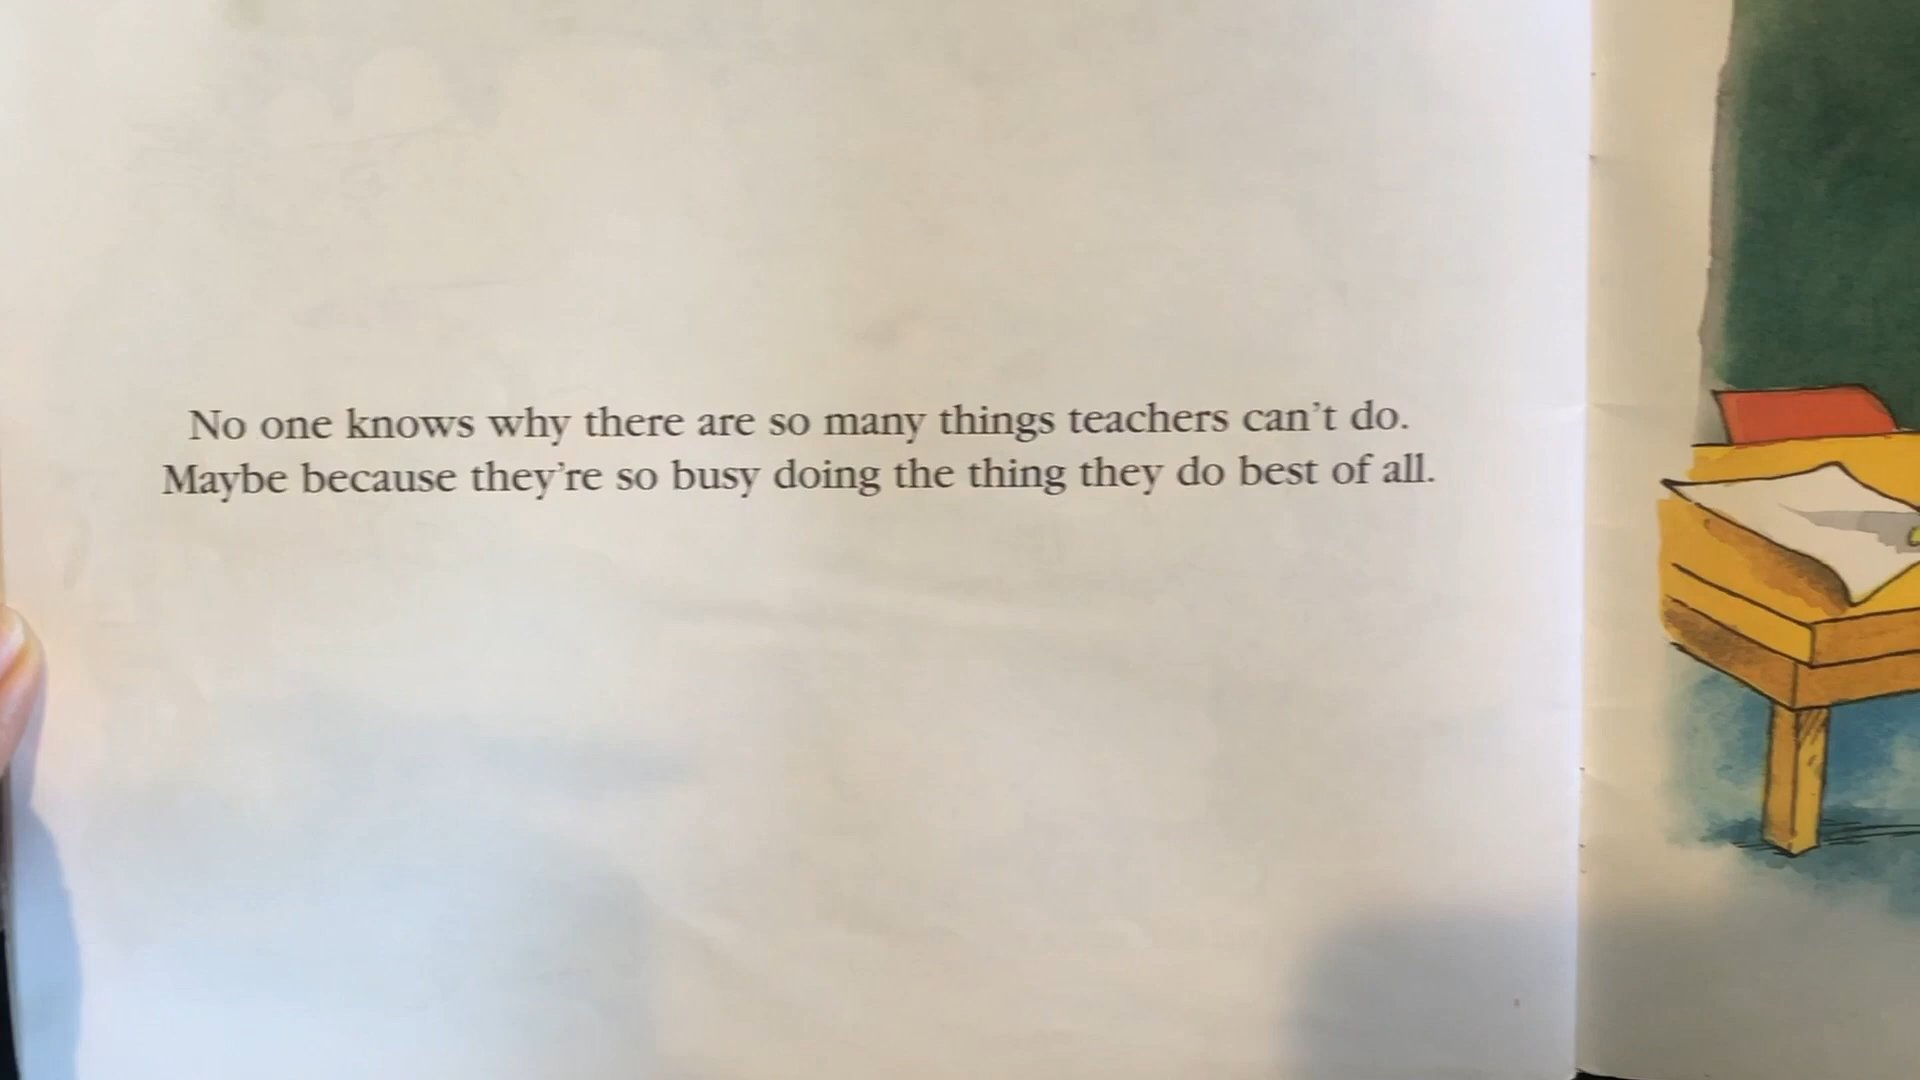 No one knows why there are so many things teachers can't do.
Maybe because they're so busy doing the thing they do best of all.